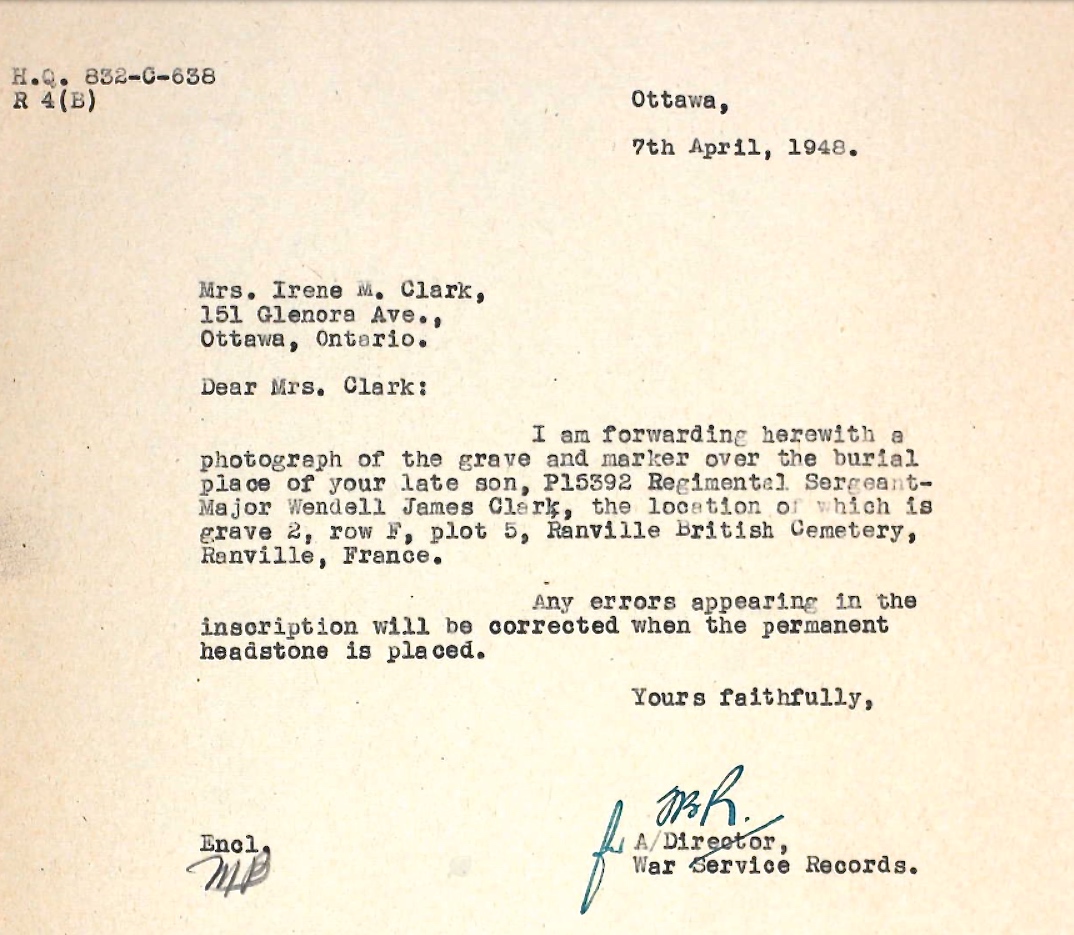 H.Q. 832-C-638
R 4(B)
Ottawa,
7th April, 1948.
Mrs. Irene M. Clark,
151 Glenora Ave.,
Ottawa, Ontario.
Dear Mrs. Clark:
I am forwarding herewith a
photograph of the grave and marker over the burial
place of your late son, P15392 Regimental Sergeant-
Major Wendell James Clark, the location of which is
grave 2, row F, plot 5, Ranville British Cemetery,
Ranville, France.
Any errors appearing in the
inscription will be corrected when the permanent
headstone is placed.
Yours faithfully,
for
A/Director,
War Service Records.
Encl.
MB